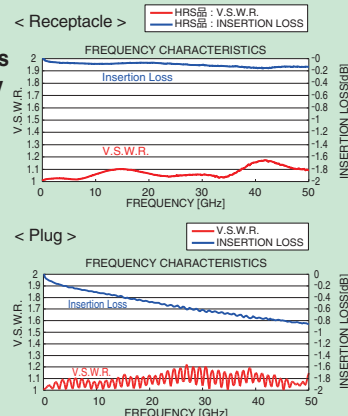 s
y
< Receptacle >
HRS品 : V.S.W.R.
HRS品 : INSERTION LOSS
FREQUENCY CHARACTERISTICS
V.S.W.R.
2
1.9
1.8
1.7
1.6
1.5
1.4
1.3
1.2
1.1
1
Insertion Loss
V.S.W.R.
0
-0.2
-0.4
-0.6
-0.8
-1
-1.2
-1.4
-1.6
-1.8
-2
INSERTION LOSS[dB]
0 10 20 30 40 50
FREQUENCY [GHz]
< Plug >
V.S.W.R.
INSERTION LOSS
FREQUENCY CHARACTERISTICS
V.S.W.R.
2
1.9
1.8
1.7
1.6
1.5
1.4
1.3
1.2
1.1
1
Insertion Loss
V.S.W.R.
0
-0.2
-0.4
-0.6
-0.8
-1
-1.2
-1.4
-1.6
-1.8
-2
INSERTION LOSS[dB]
0 10 20 30 40 50
FREQUENCY [GHz]